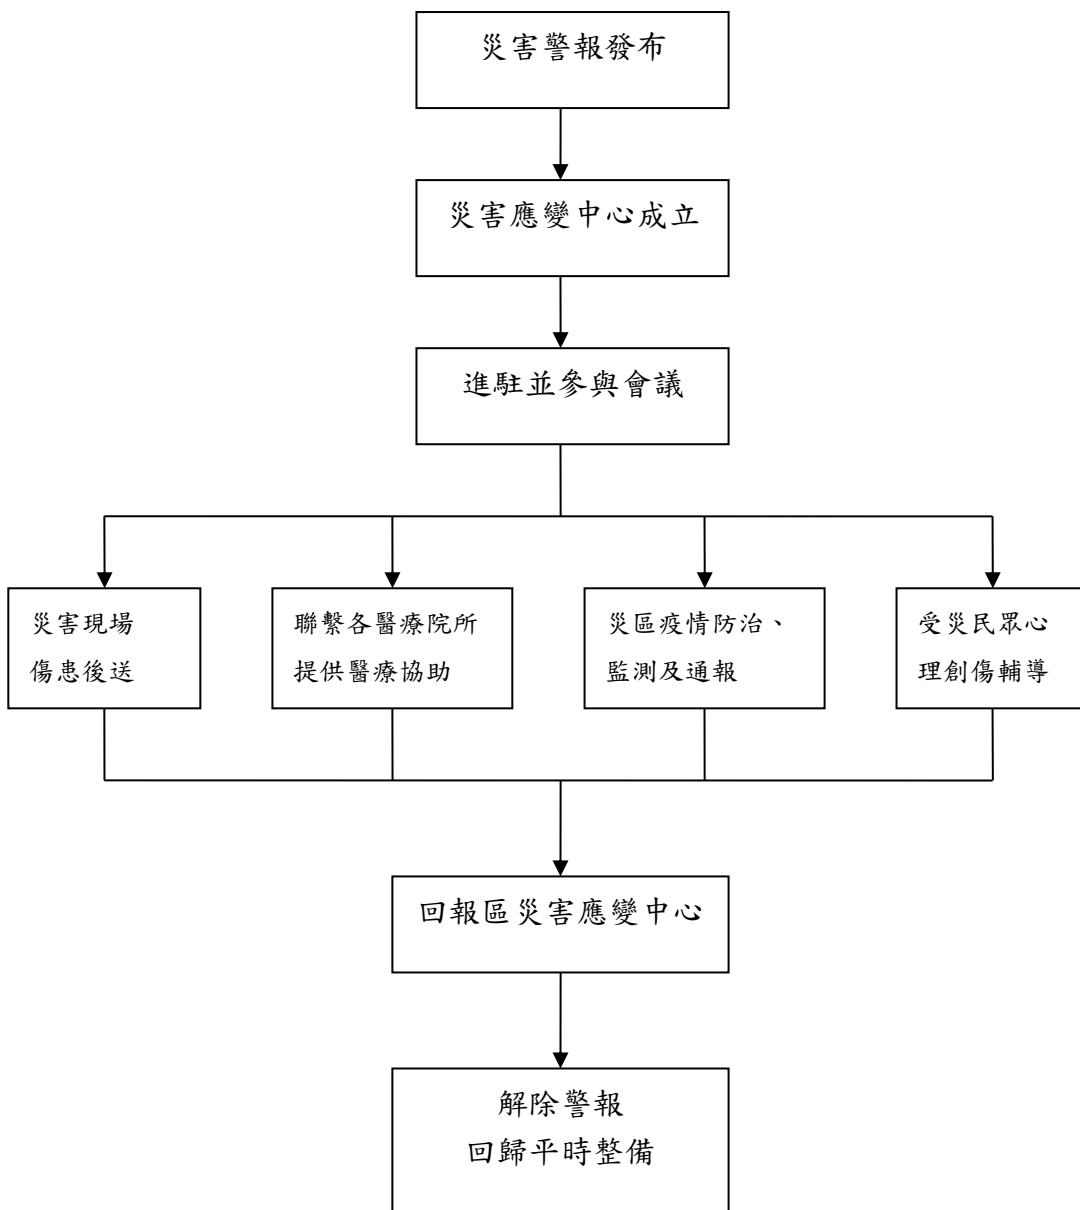 災害警報發布
災害應變中心成立
進駐並參與會議
災害現場
傷患後送
聯繫各醫療院所
提供醫療協助
災區疫情防治、
監測及通報
受災民眾心
理創傷輔導
回報區災害應變中心
解除警報
回歸平時整備